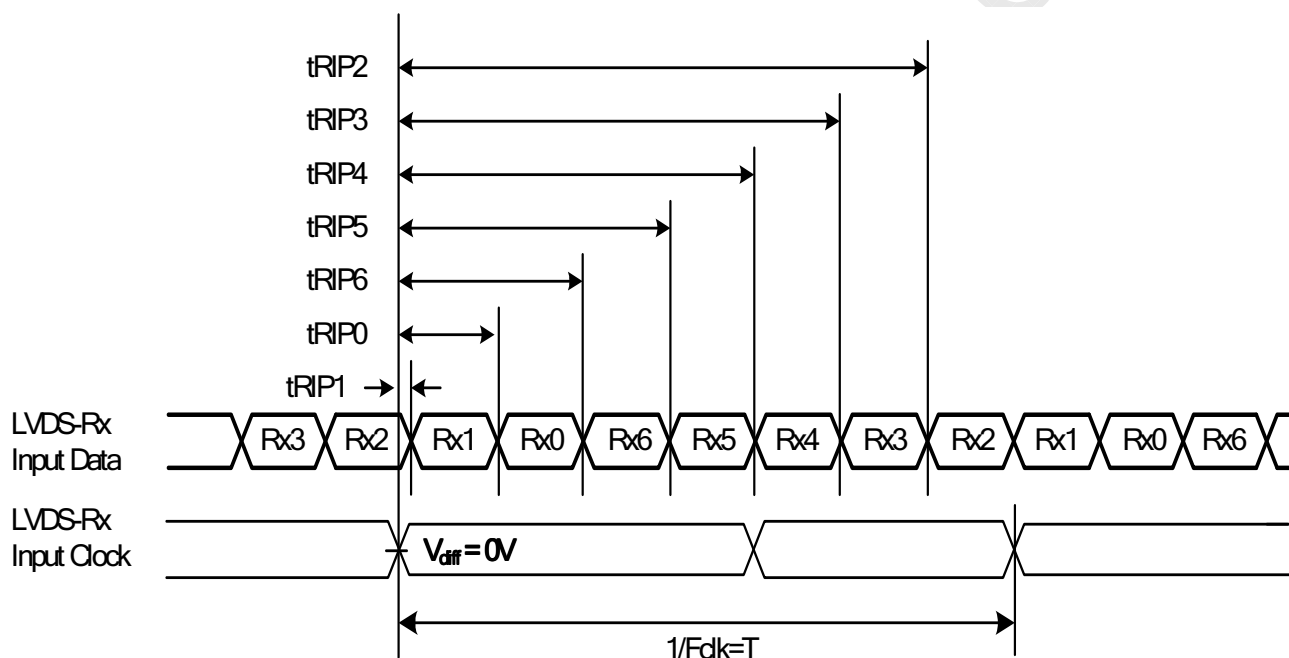 tRIP2
tRIP3
tRIP4
tRIP5
tRIP6
tRIP0
tRIP1
LVDS-Rx
Input Data
Rx3 Rx2 Rx1 Rx0 Rx6 Rx5 Rx4 Rx3 Rx2 Rx1 Rx0 Rx6
LVDS-Rx
Input Clock
Vdiff = 0V
1/Fclk=T